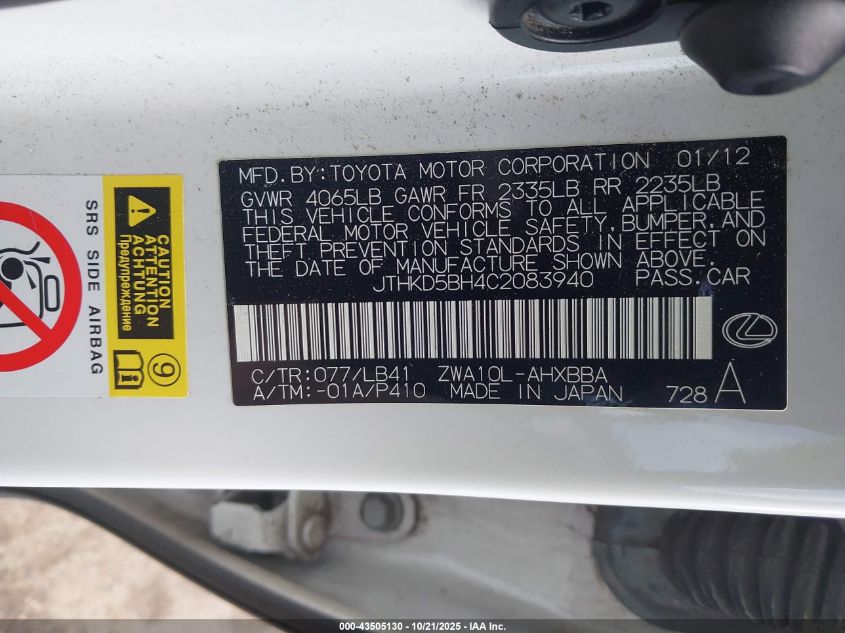 MFD. BY: TOYOTA MOTOR CORPORATION 01/12
GVWR 4065LB GAWR FR 2335LB RR 2235LB
THIS VEHICLE CONFORMS TO ALL APPLICABLE
FEDERAL MOTOR VEHICLE SAFETY, BUMPER, AND
THEFT PREVENTION STANDARDS IN EFFECT ON
THE DATE OF MANUFACTURE SHOWN ABOVE.
JTHKD5BH4C2083940 PASS.CAR
C/TR:077/LB41 ZWA10L-AHXBBA
A/TM:-01A/P410 MADE IN JAPAN 728 A
SRS SIDE AIRBAG
CAUTION
ATTENTION
ACHTUNG
Предупреждение
9
000-43505130 - 10/21/2025 - IAA Inc.